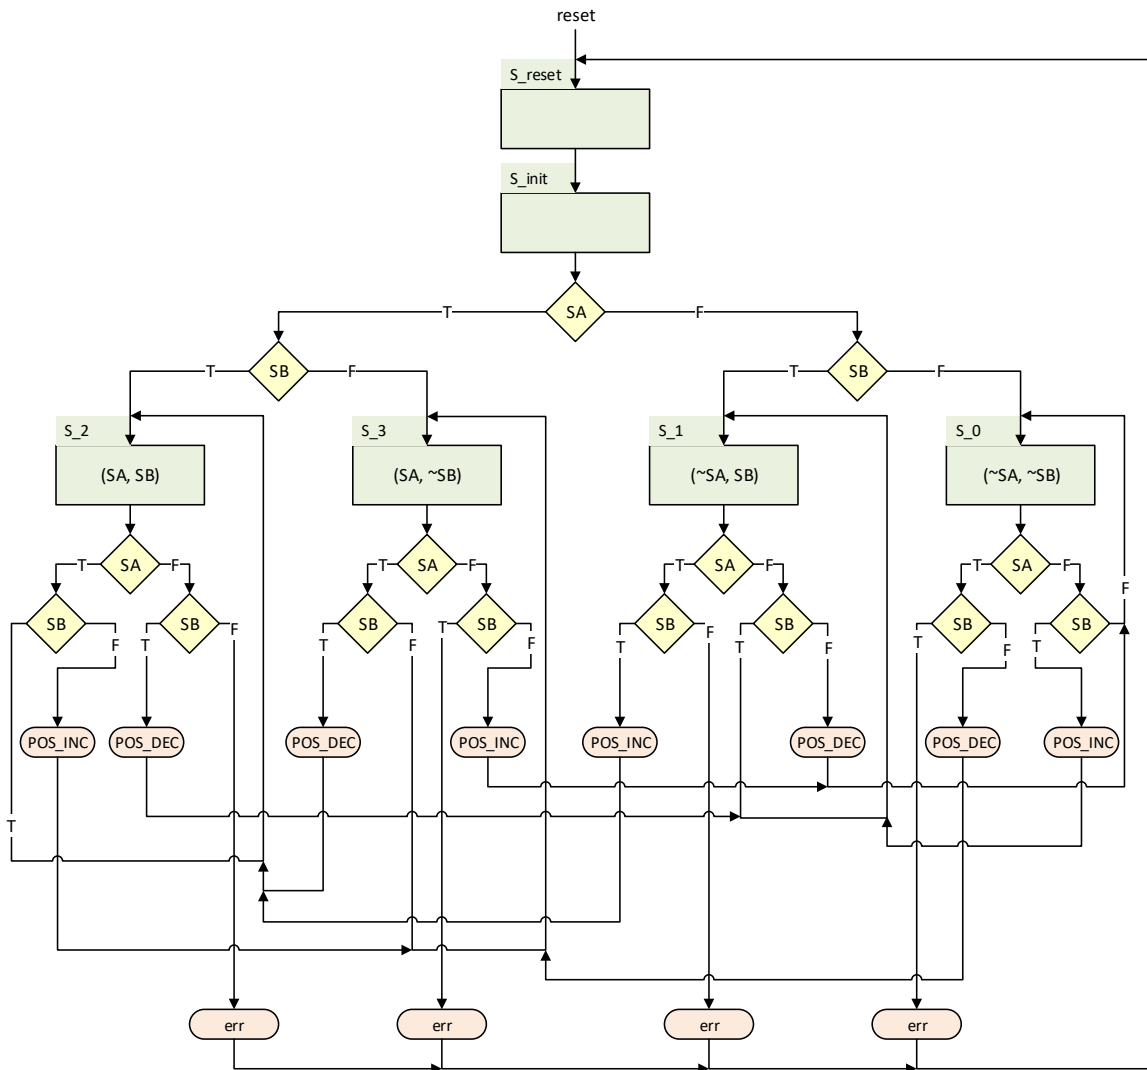 reset
S_reset
S_init
SA
T
F
SB
SB
T
F
T
F
S_2
S_3
S_1
S_0
(SA, SB)
(SA, ~SB)
(~SA, SB)
(~SA, ~SB)
SA
SA
SA
SA
T
F
T
F
T
F
T
F
F
SB
SB
SB
SB
SB
SB
SB
SB
F
T
F
T
F
T
F
T
F
T
F
T
F
T
T
POS_INC
POS_DEC
POS_DEC
POS_INC
POS_INC
POS_DEC
POS_DEC
POS_INC
T
err
err
err
err